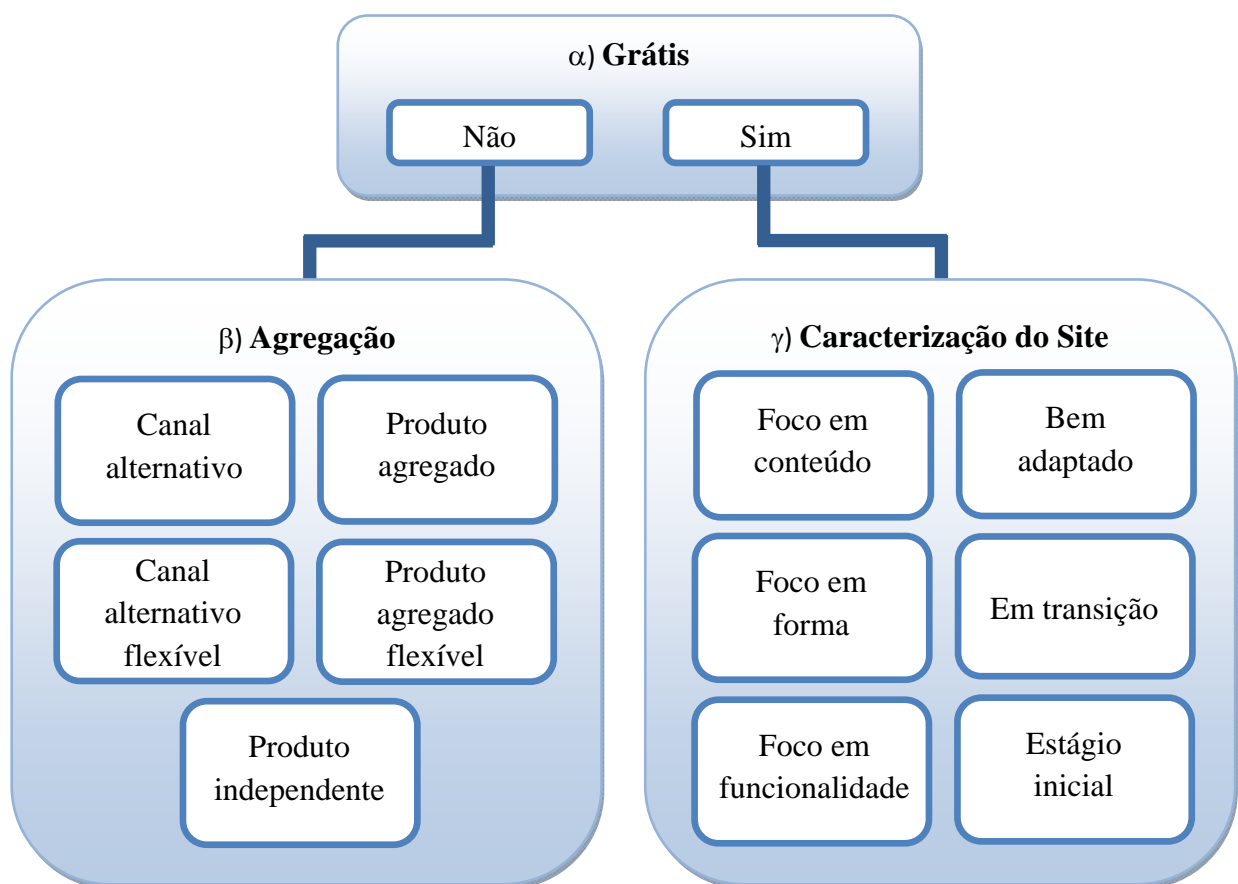 α) Grátis
Não
Sim
β) Agregação
Canal
alternativo
Produto
agregado
Canal
alternativo
flexível
Produto
agregado
flexível
Produto
independente
γ) Caracterização do Site
Foco em
conteúdo
Bem
adaptado
Foco em
forma
Em transição
Foco em
funcionalidade
Estágio
inicial